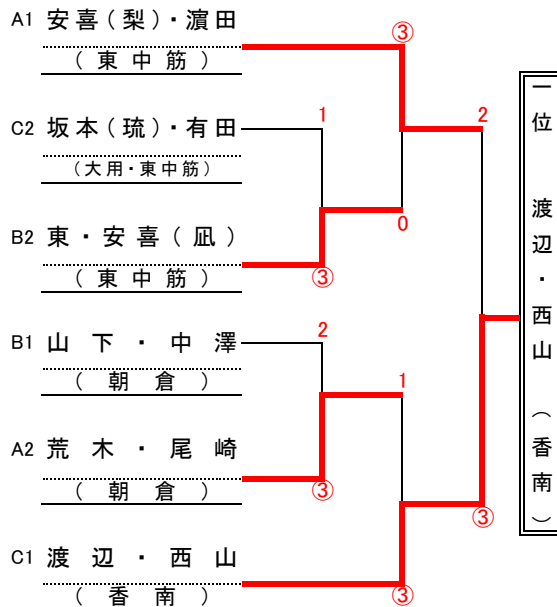 A1 安喜(梨)・濵田
(東中筋)
③
1
2
C2 坂本(琉)・有田
(大用・東中筋)
0
B2 東・安喜(凪)
(東中筋)
③
B1 山下・中澤
2
(朝倉)
1
A2 荒木・尾崎
(朝倉)
③
③
C1 渡辺・西山
(香南)
③
一位 渡辺・西山 (香南)